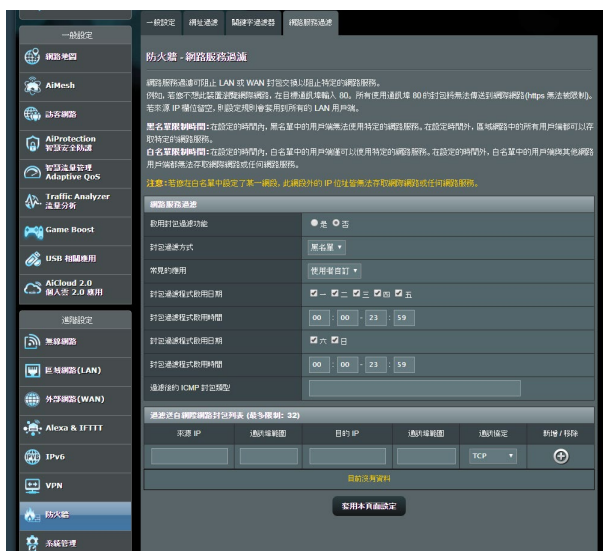 一般設定
網路地圖
AiMesh
訪客網路
AiProtection
智慧安全防護
智慧流量管理
Adaptive QoS
Traffic Analyzer
流量分析
Game Boost
USB 相關應用
AiCloud 2.0
個人雲 2.0 應用
進階設定
無線網路
區域網路(LAN)
外部網路(WAN)
Alexa & IFTTT
IPv6
VPN
防火牆
系統管理
一般設定 網址過濾 關鍵字過濾器 網路服務過濾
防火牆 - 網路服務過濾
網路服務過濾可阻止 LAN 或 WAN 封包交換以阻止特定的網路服務。
例如，若您不想此裝置瀏覽網際網路，在目標通訊埠輸入 80。所有使用通訊埠 80的封包將無法傳送到網際網路(https 無法被限制)。
若來源 IP 欄位留空，則設定規則會套用到所有的 LAN 用戶端。
黑名單限制時間：在設定的時間內，黑名單中的用戶端無法使用特定的網路服務。在設定時間外，區域網路中的所有用戶端都可以存
取特定的網路服務。
白名單限制時間：在設定的時間內，白名單中的用戶端僅可以使用特定的網路服務。在設定的時間外，白名單中的用戶端與其他網路
用戶端都無法存取網際網路或任何網路服務。
注意：若您在白名單中設定了某一網段，此網段外的 IP 位址皆無法存取網際網路或任何網路服務。
網路服務過濾
啟用封包過濾功能 是 否
封包過濾方式 黑名單
常見的應用 使用者自訂
封包過濾程式啟用日期 一 二 三 四 五
封包過濾程式啟用時間 00 : 00 - 23 : 59
封包過濾程式啟用日期 六 日
封包過濾程式啟用時間 00 : 00 - 23 : 59
過濾後的 ICMP 封包類型
過濾送自網際網路封包列表 (最多限制: 32)
來源 IP 通訊埠範圍 目的 IP 通訊埠範圍 通訊協定 新增 / 移除
TCP
目前沒有資料
套用本頁面設定